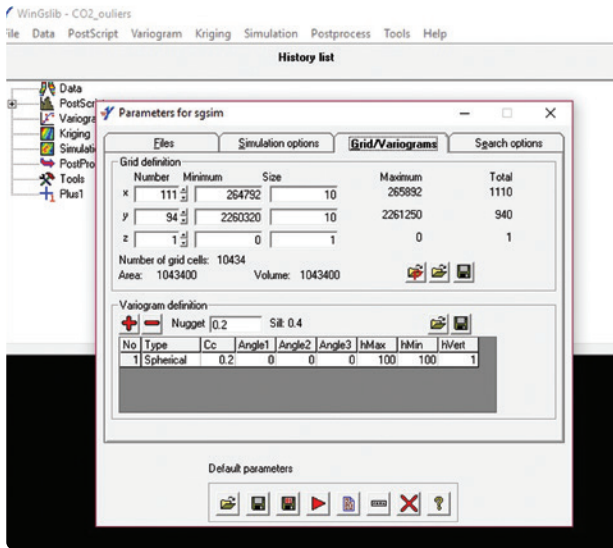 WinGslib - CO2_ouliers
File Data PostScript Variogram Kriging Simulation Postprocess Tools Help
History list
Data
PostScr
Variogra
Kriging
Simulati
PostPro
Tools
Plus1
Parameters for sgsim
Files Simulation options Grid/Variograms Search options
Grid definition
Number Minimum Size Maximum Total
x 111 264792 10 265892 1110
y 94 2260320 10 2261250 940
z 1 0 1 0 1
Number of grid cells: 10434
Area: 1043400 Volume: 1043400
Variogram definition
Nugget 0.2 Sill: 0.4
No Type Cc Angle1 Angle2 Angle3 hMax hMin hVert
1 Spherical 0.2 0 0 0 100 100 1
Default parameters